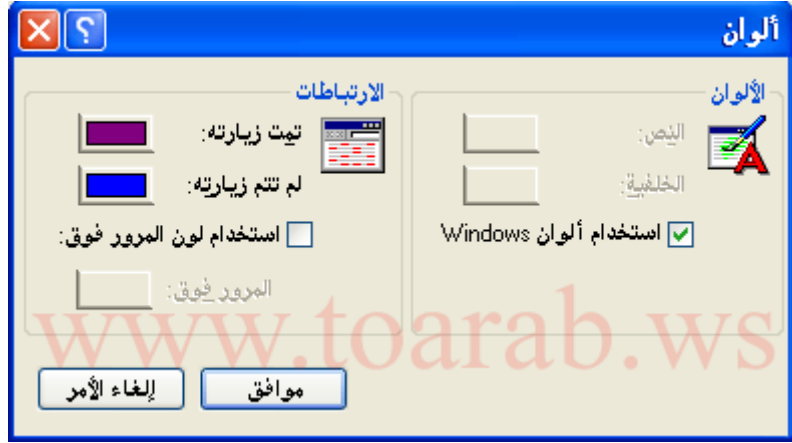 ألوان
الألوان
النص:
الخلفية:
استخدام ألوان Windows
الارتباطات
تمت زيارته:
لم تتم زيارته:
استخدام لون المرور فوق:
المرور فوق:
موافق
إلغاء الأمر
www.toarab.ws